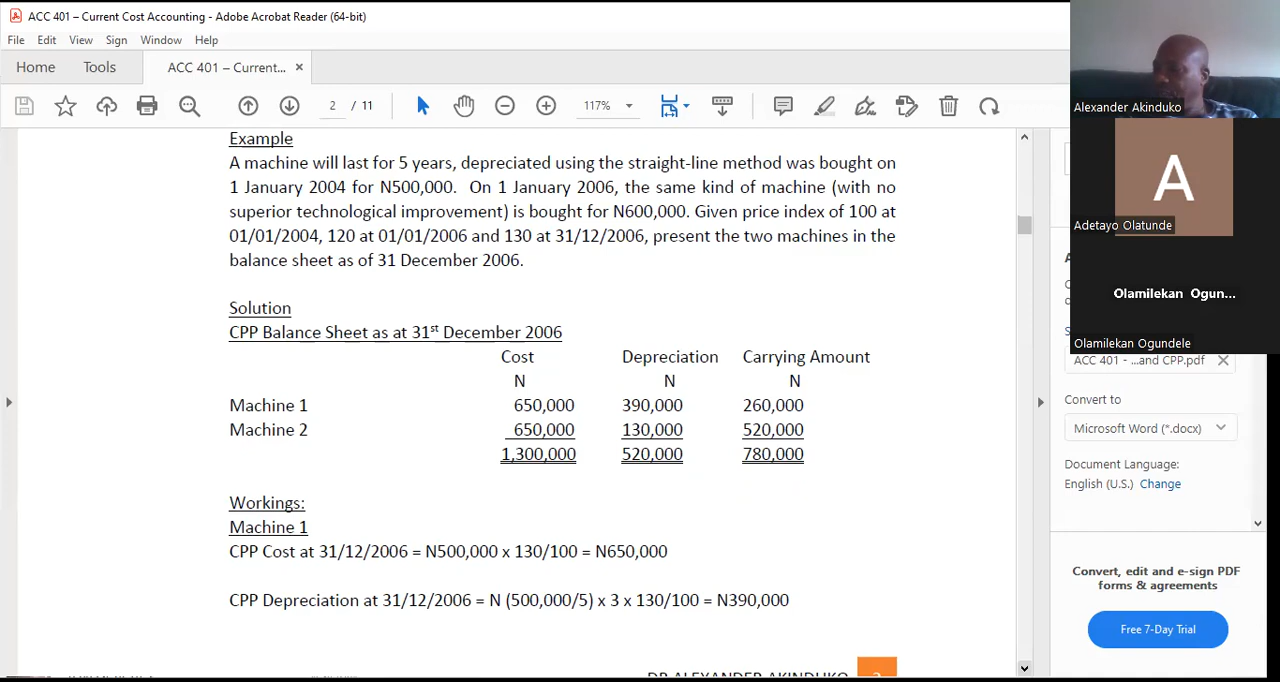 ACC 401 – Current Cost Accounting - Adobe Acrobat Reader (64-bit)
File Edit View Sign Window Help
Home Tools ACC 401 – Current... ×
2 / 11 117%
Example
A machine will last for 5 years, depreciated using the straight-line method was bought on
1 January 2004 for N500,000. On 1 January 2006, the same kind of machine (with no
superior technological improvement) is bought for N600,000. Given price index of 100 at
01/01/2004, 120 at 01/01/2006 and 130 at 31/12/2006, present the two machines in the
balance sheet as of 31 December 2006.
Solution
CPP Balance Sheet as at 31st December 2006
Cost Depreciation Carrying Amount
N N N
Machine 1 650,000 390,000 260,000
Machine 2 650,000 130,000 520,000
1,300,000 520,000 780,000
Workings:
Machine 1
CPP Cost at 31/12/2006 = N500,000 x 130/100 = N650,000
CPP Depreciation at 31/12/2006 = N (500,000/5) x 3 x 130/100 = N390,000
DR ALEXANDER AKINDUKO
Alexander Akinduko
A
Adetayo Olatunde
Olamilekan Ogun...
Olamilekan Ogundele
ACC 401 - ...and CPP.pdf
Convert to
Microsoft Word (*.docx)
Document Language:
English (U.S.) Change
Convert, edit and e-sign PDF
forms & agreements
Free 7-Day Trial